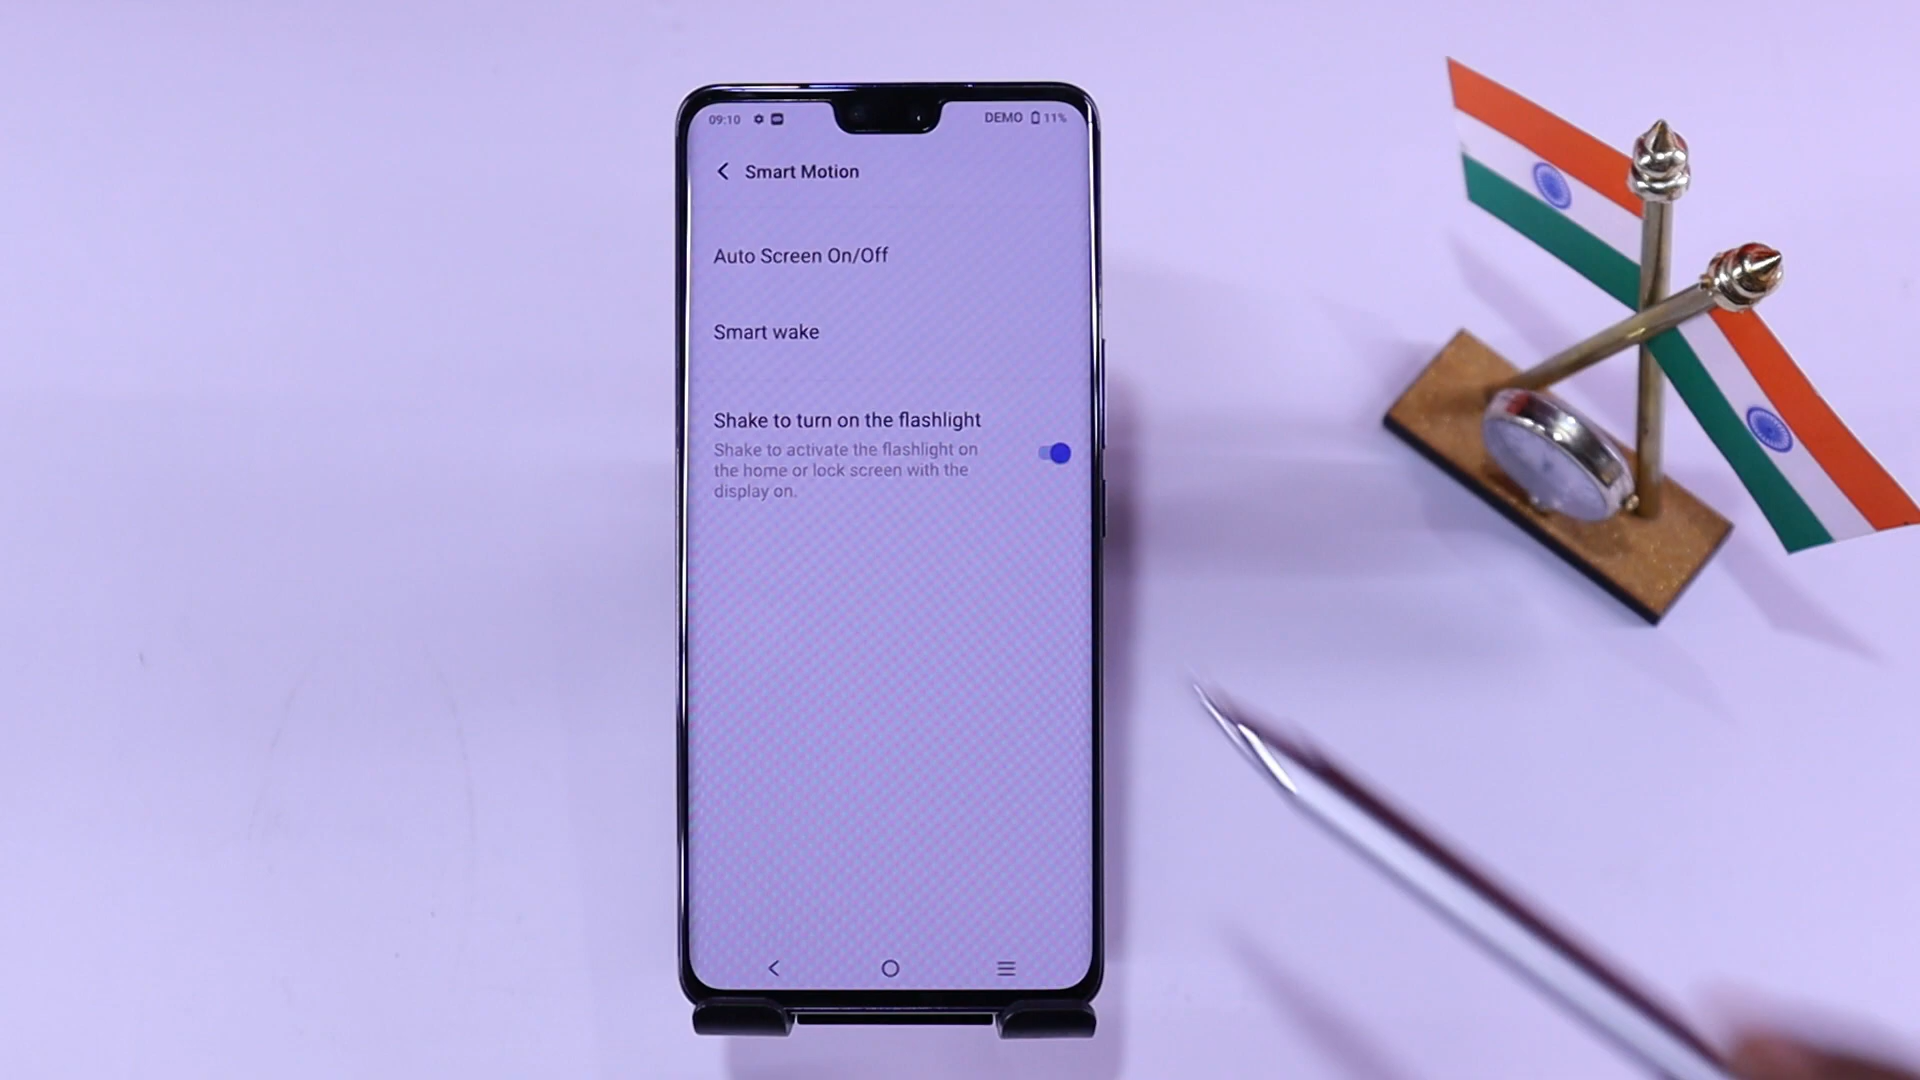 09:10
DEMO 11%
Smart Motion
Auto Screen On/Off
Smart wake
Shake to turn on the flashlight
Shake to activate the flashlight on
the home or lock screen with the
display on.